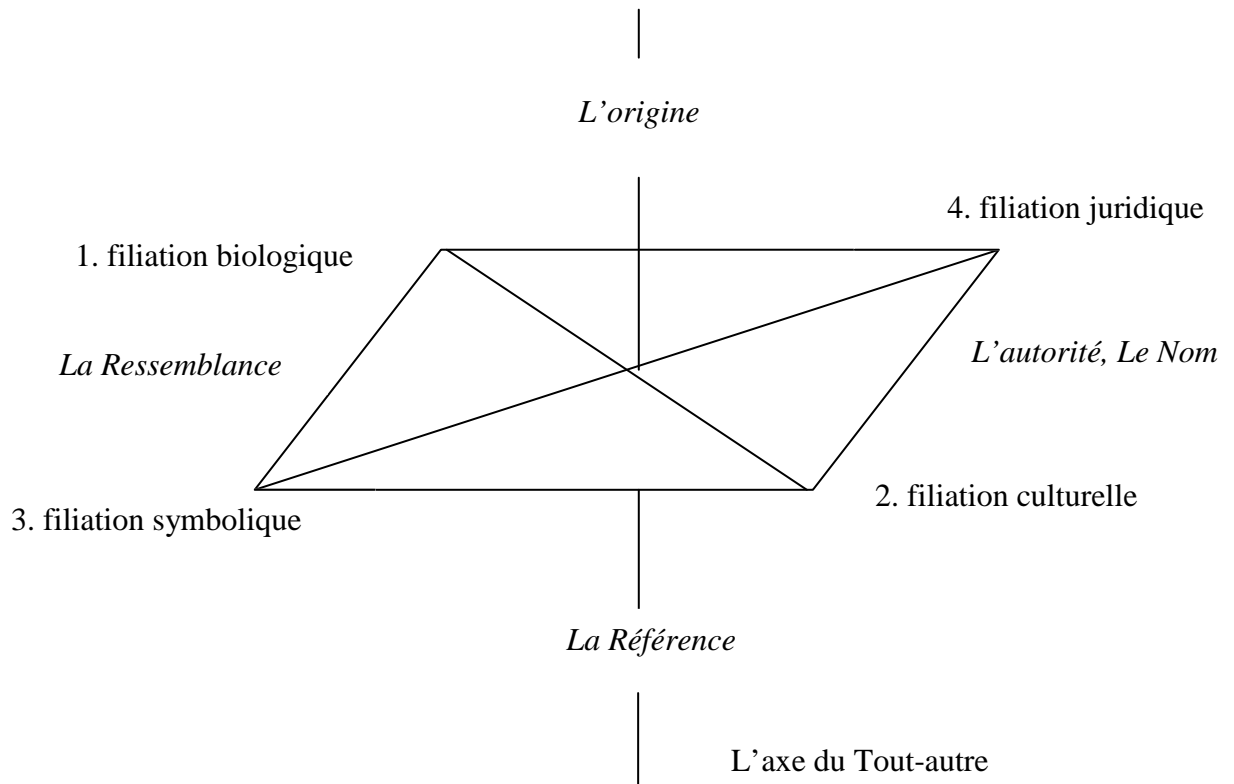 L’origine
4. filiation juridique
1. filiation biologique
La Ressemblance
L’autorité, Le Nom
3. filiation symbolique
2. filiation culturelle
La Référence
L’axe du Tout-autre